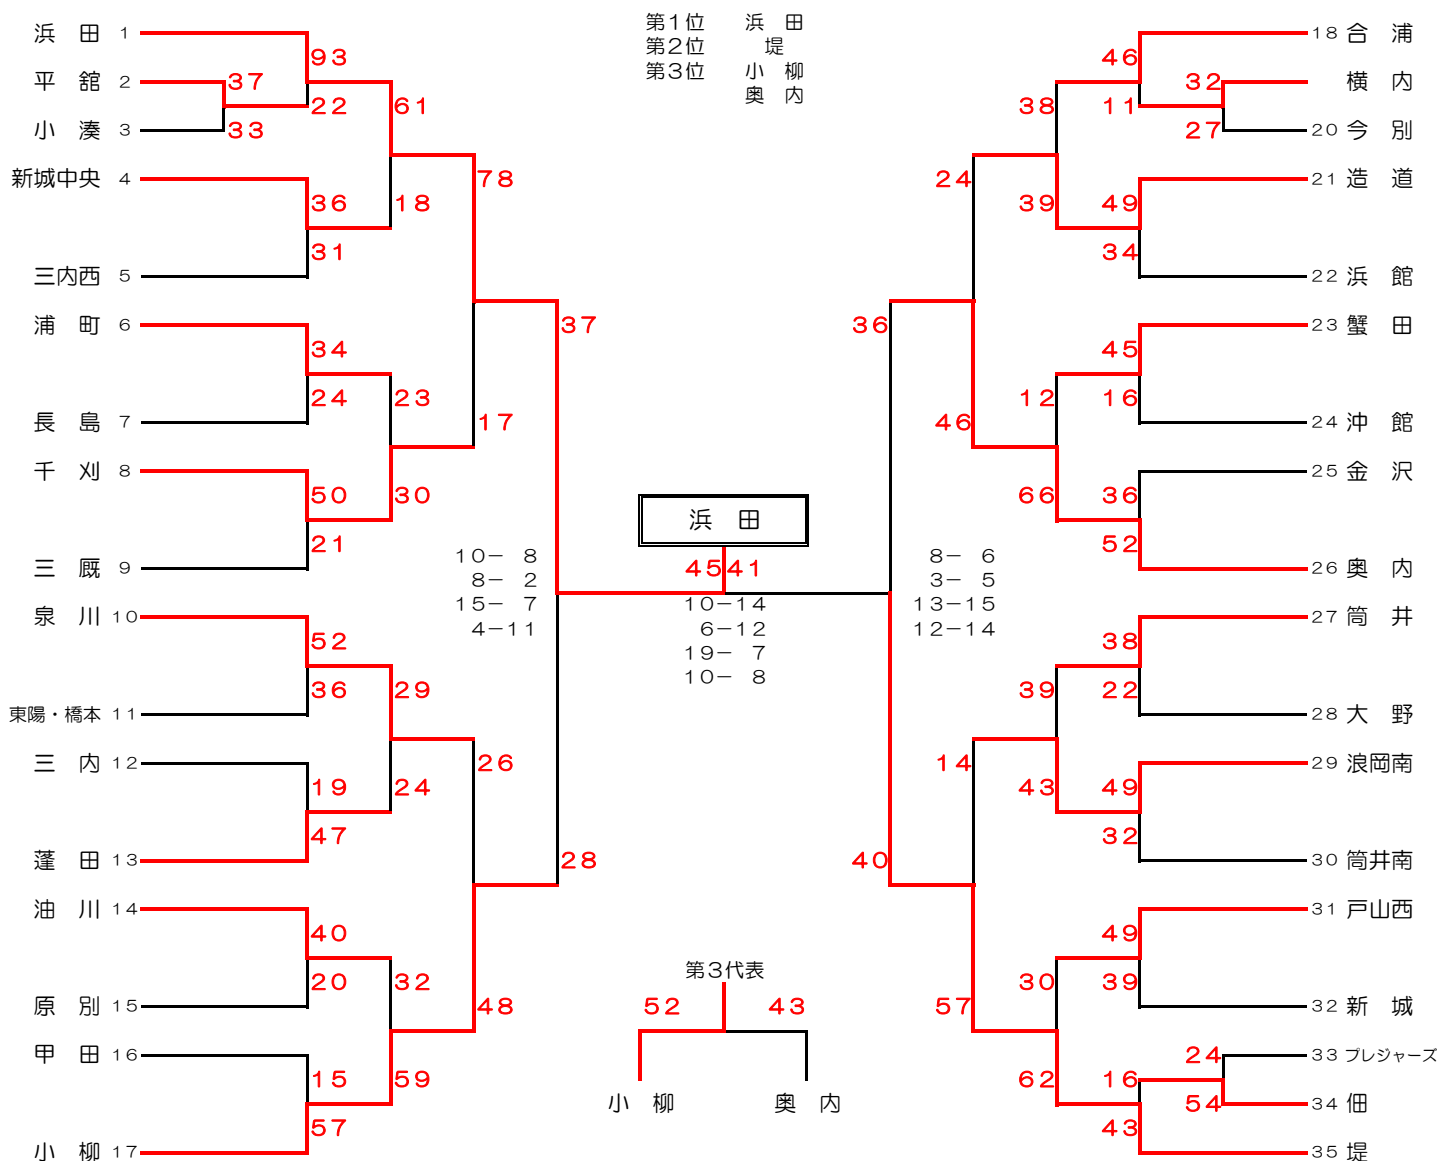 第1位 浜 田
第2位 堤
第3位 小 柳
奥 内
浜 田 1
93
平 舘 2
37
22
61
小 湊 3
33
新城中央 4
36
18
78
31
三内西 5
浦 町 6
34
37
24
23
17
長 島 7
千 刈 8
50
30
21
三 厩 9
泉 川 10
52
36
29
東陽・橋本 11
26
三 内 12
19
24
47
蓬 田 13
28
油 川 14
40
20
32
48
原 別 15
甲 田 16
15
59
57
小 柳 17
10− 8
8− 2
15− 7
4−11
浜 田
45 41
10−14
6−12
19− 7
10− 8
8− 6
3− 5
13−15
12−14
第3代表
52 43
小 柳 奥 内
18 合 浦
46
横 内
32
38
11
27
20 今 別
24
21 造 道
39
49
34
22 浜 館
36
23 蟹 田
45
12
16
46
24 沖 館
25 金 沢
66
36
52
26 奥 内
27 筒 井
38
39
22
28 大 野
14
29 浪岡南
43
49
32
40
30 筒井南
31 戸山西
49
30
39
57
32 新 城
24
33 プレジャーズ
62
16
54
34 佃
43
35 堤